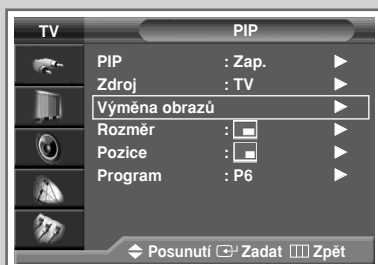 TV PIP
PIP : Zap.
Zdroj : TV
Výměna obrazů
Rozměr :
Pozice :
Program : P6
Posunutí Zadat Zpět